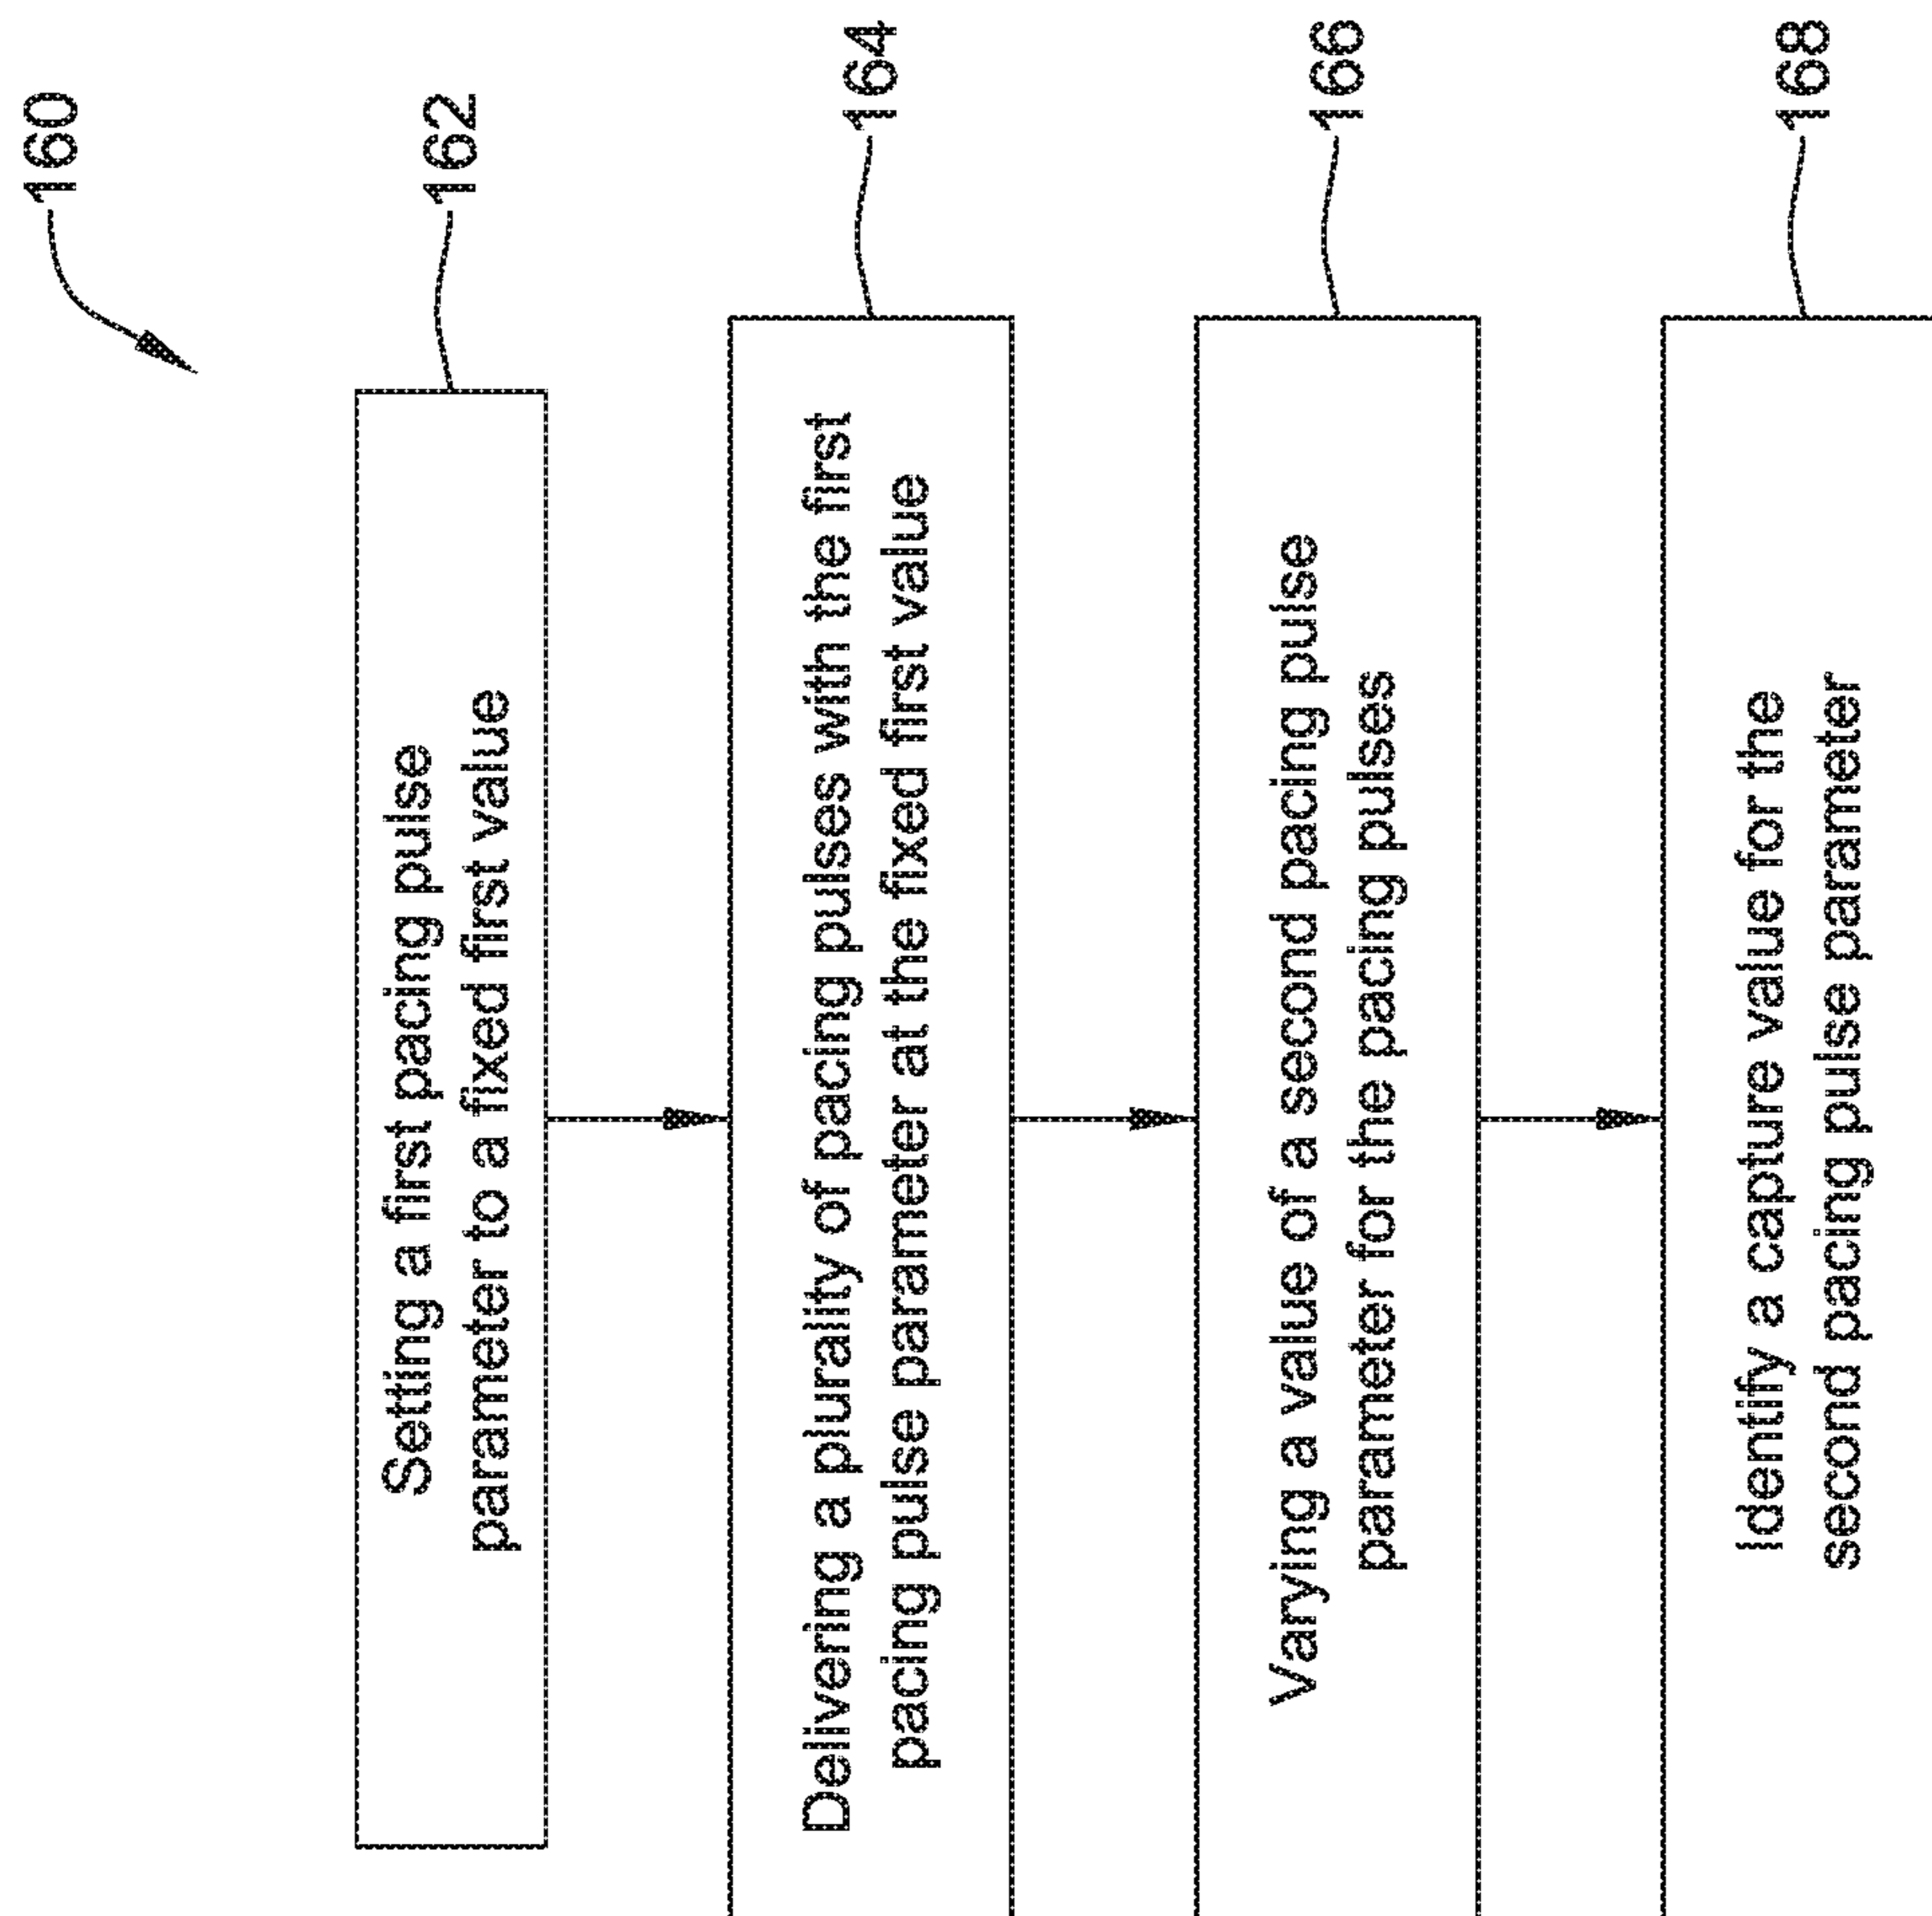 160
Setting a first pacing pulse
parameter to a fixed first value
162
Delivering a plurality of pacing pulses with the first
pacing pulse parameter at the fixed first value
164
Varying a value of a second pacing pulse
parameter for the pacing pulses
166
Identify a capture value for the
second pacing pulse parameter
168